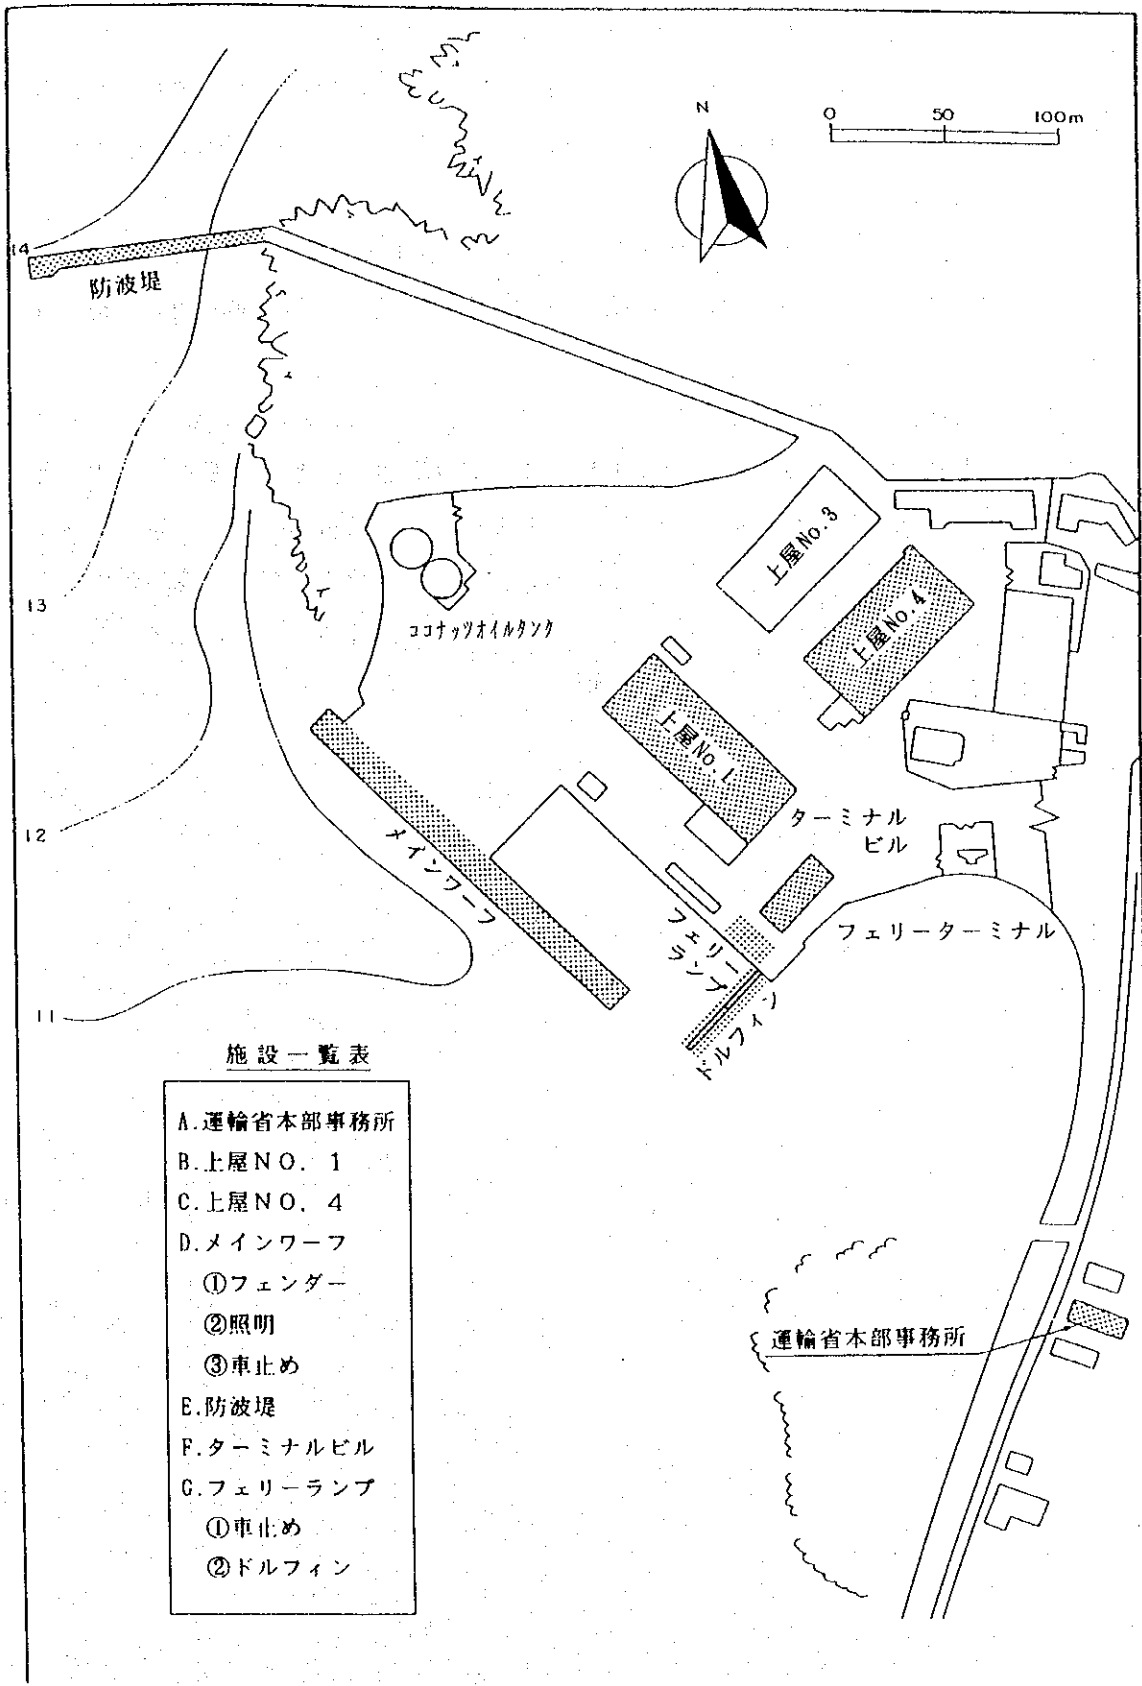 N
0 50 100m
14
防波堤
上屋No.3
上屋No.4
13
ココナッツオイルタンク
上屋No.1
12
メインワーフ
ターミナル
ビル
フェリー
ランプ
フェリーターミナル
ドルフィン
11
施設一覧表
A.運輸省本部事務所
B.上屋NO. 1
C.上屋NO. 4
D.メインワーフ
①フェンダー
②照明
③車止め
E.防波堤
F.ターミナルビル
G.フェリーランプ
①車止め
②ドルフィン
運輸省本部事務所